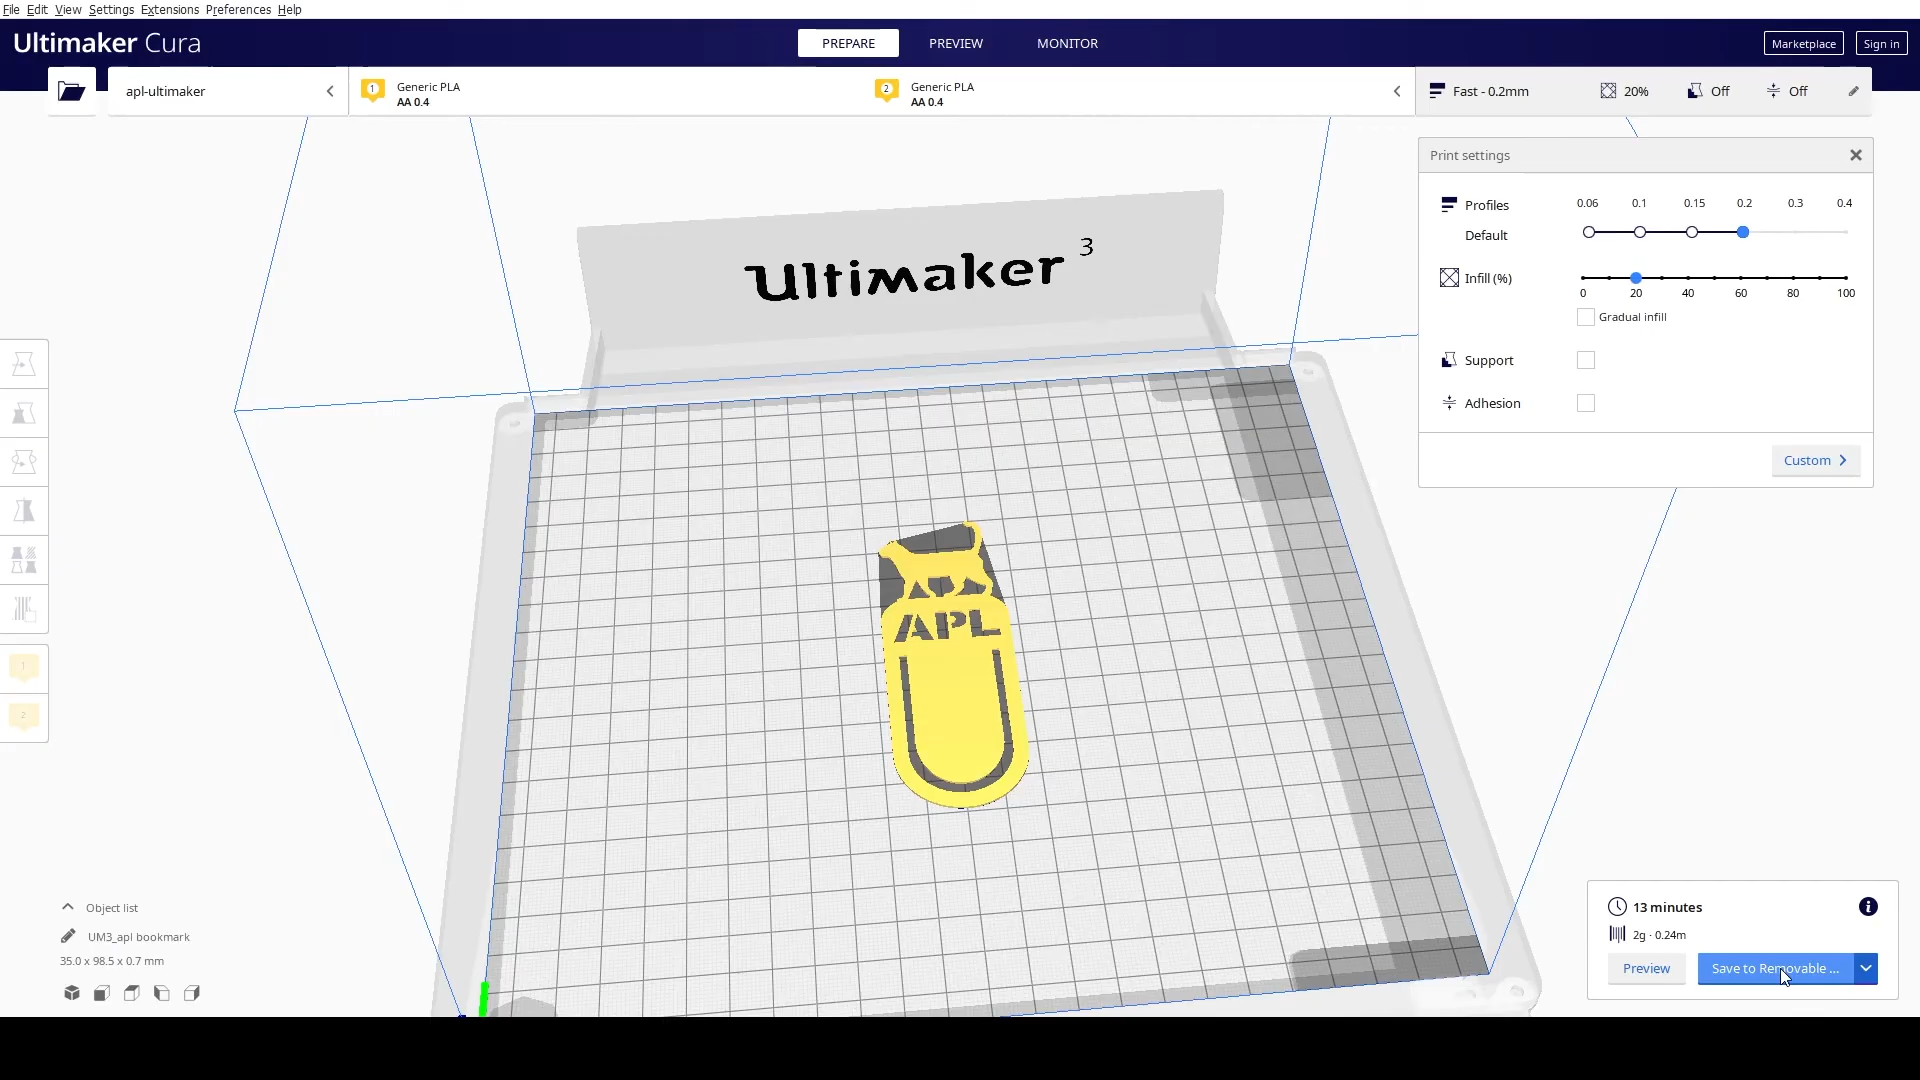 File Edit View Settings Extensions Preferences Help
Ultimaker Cura
PREPARE
PREVIEW
MONITOR
Marketplace
Sign in
apl-ultimaker
1
Generic PLA
AA 0.4
2
Generic PLA
AA 0.4
Fast - 0.2mm
20%
Off
Off
Print settings
Profiles
0.06 0.1 0.15 0.2 0.3 0.4
Default
Infill (%)
0 20 40 60 80 100
Gradual infill
Support
Adhesion
Custom
Ultimaker 3
APL
1
2
Object list
UM3_apl bookmark
35.0 x 98.5 x 0.7 mm
13 minutes
2g · 0.24m
Preview
Save to Removable ...